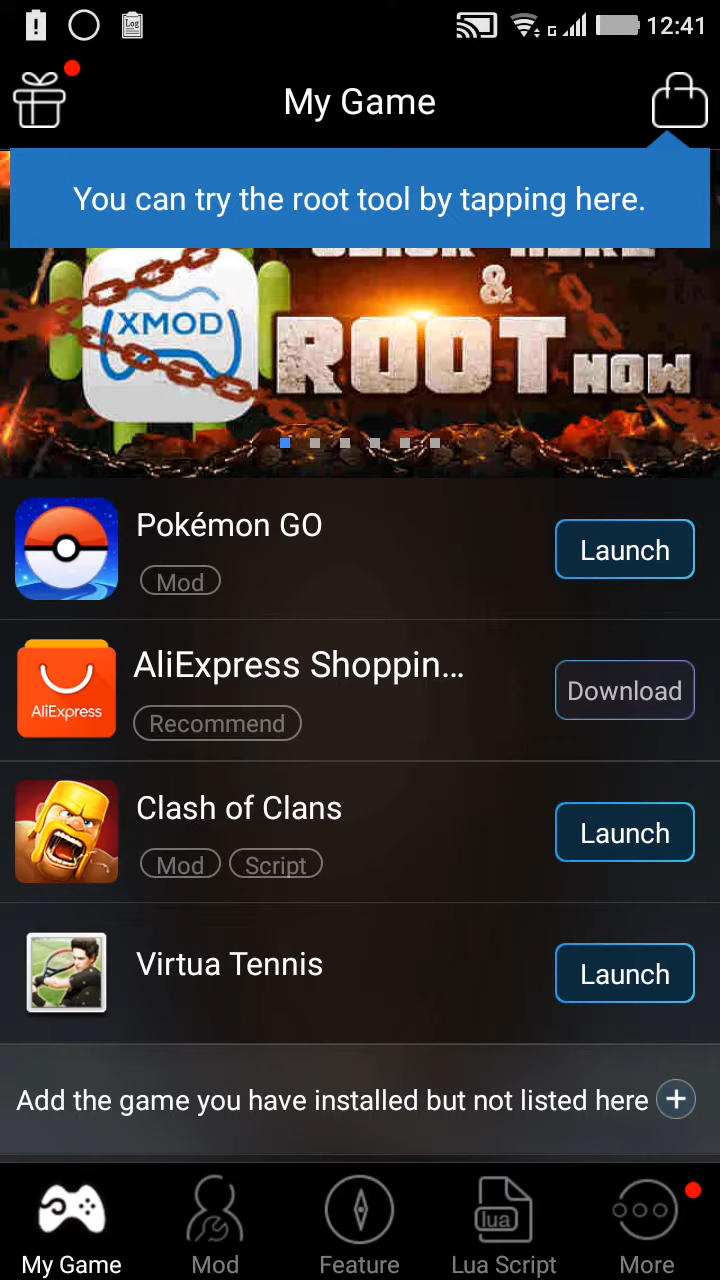 Log
G
12:41
My Game
You can try the root tool by tapping here.
&
XMOD
ROOT NOW
Pokémon GO
Launch
Mod
AliExpress Shoppin...
Download
AliExpress
Recommend
Clash of Clans
Launch
Mod Script
Virtua Tennis
Launch
Add the game you have installed but not listed here
lua
My Game Mod Feature Lua Script More